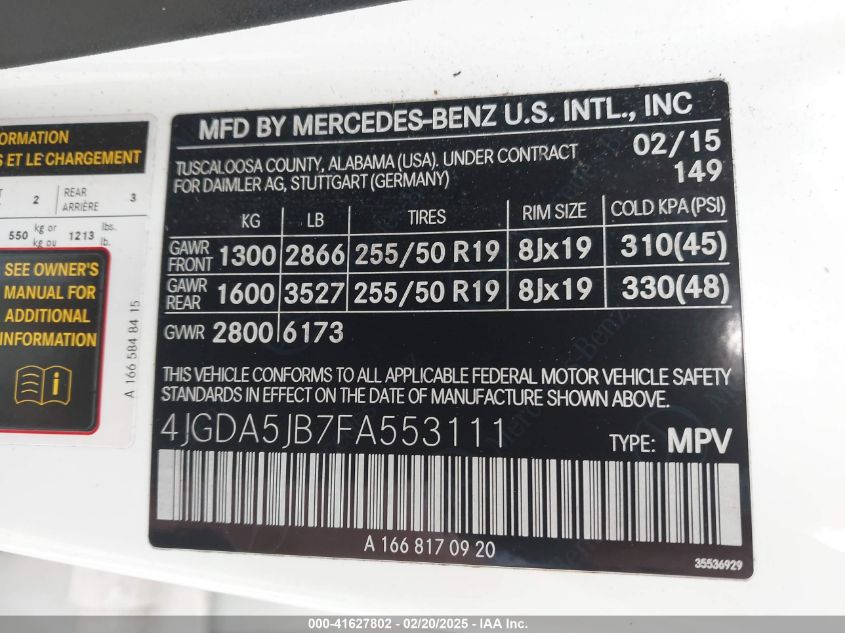 ORMATION
S ET LE CHARGEMENT
2 REAR ARRIÈRE 3
550 kg or kg ou 1213 lbs. lb.
SEE OWNER'S
MANUAL FOR
ADDITIONAL
INFORMATION
A 166 584 84 15
MFD BY MERCEDES-BENZ U.S. INTL., INC
TUSCALOOSA COUNTY, ALABAMA (USA). UNDER CONTRACT 02/15
FOR DAIMLER AG, STUTTGART (GERMANY) 149
KG LB TIRES RIM SIZE COLD KPA(PSI)
GAWR FRONT 1300 2866 255/50 R19 8Jx19 310(45)
GAWR REAR 1600 3527 255/50 R19 8Jx19 330(48)
GVWR 2800 6173
THIS VEHICLE CONFORMS TO ALL APPLICABLE FEDERAL MOTOR VEHICLE SAFETY
STANDARDS IN EFFECT ON THE DATE OF MANUFACTURE SHOWN ABOVE.
4JGDA5JB7FA553111 TYPE: MPV
A 166 817 09 20
35536929
000-41627802 - 02/20/2025 - IAA Inc.